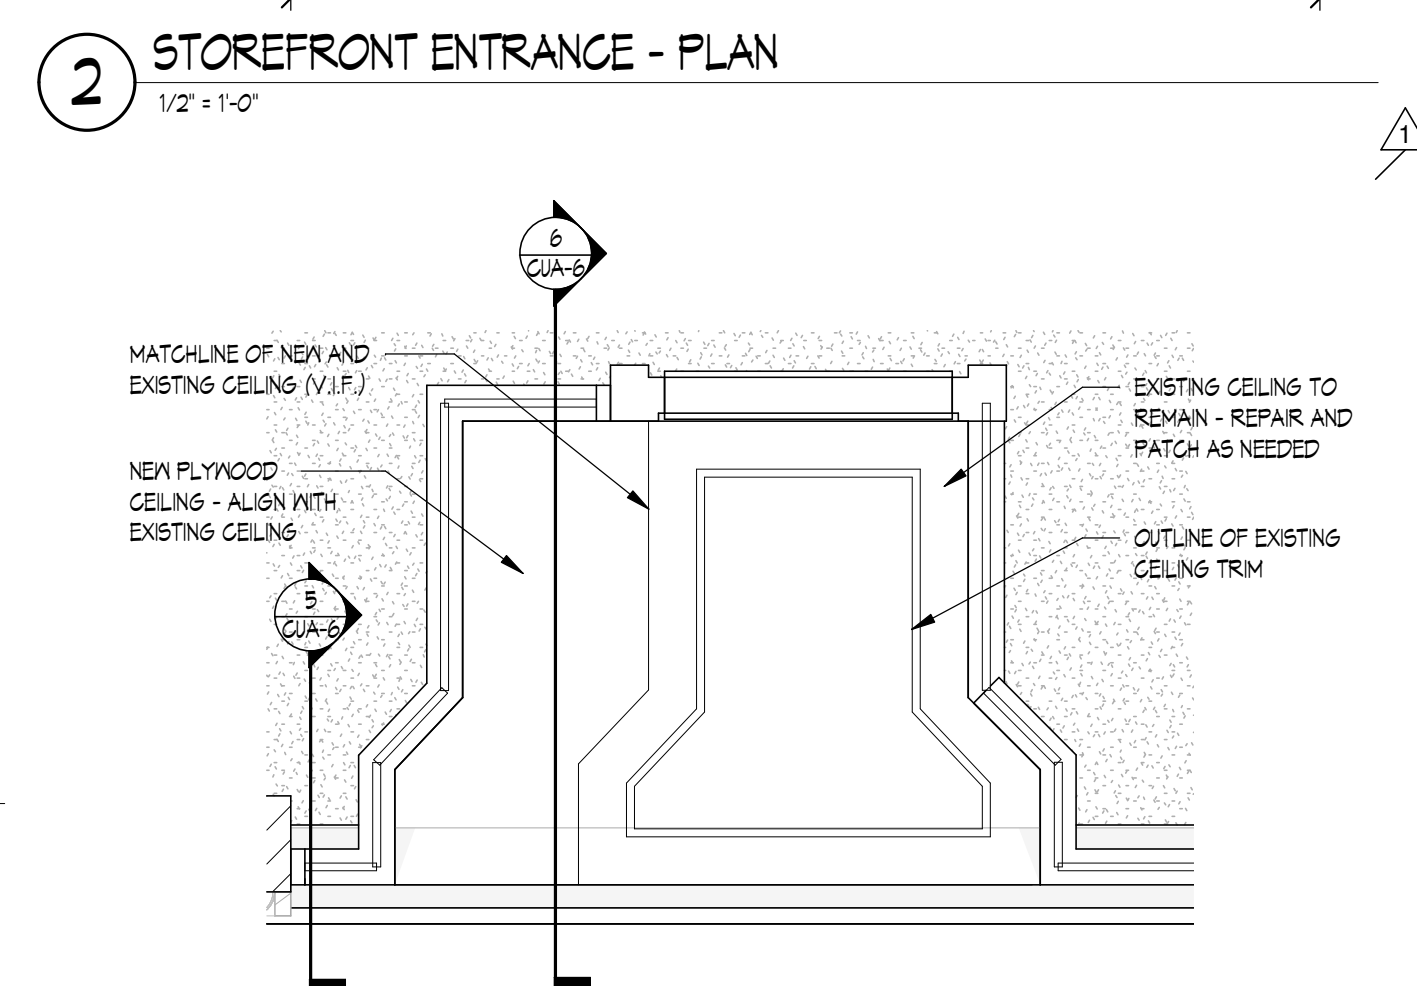 2
STOREFRONT ENTRANCE - PLAN
1/2" = 1'-0"
1
6
CUA-6
MATCHLINE OF NEW AND
EXISTING CEILING (V.I.F.)
NEW PLYWOOD
CEILING - ALIGN WITH
EXISTING CEILING
5
CUA-6
EXISTING CEILING TO
REMAIN - REPAIR AND
PATCH AS NEEDED
OUTLINE OF EXISTING
CEILING TRIM